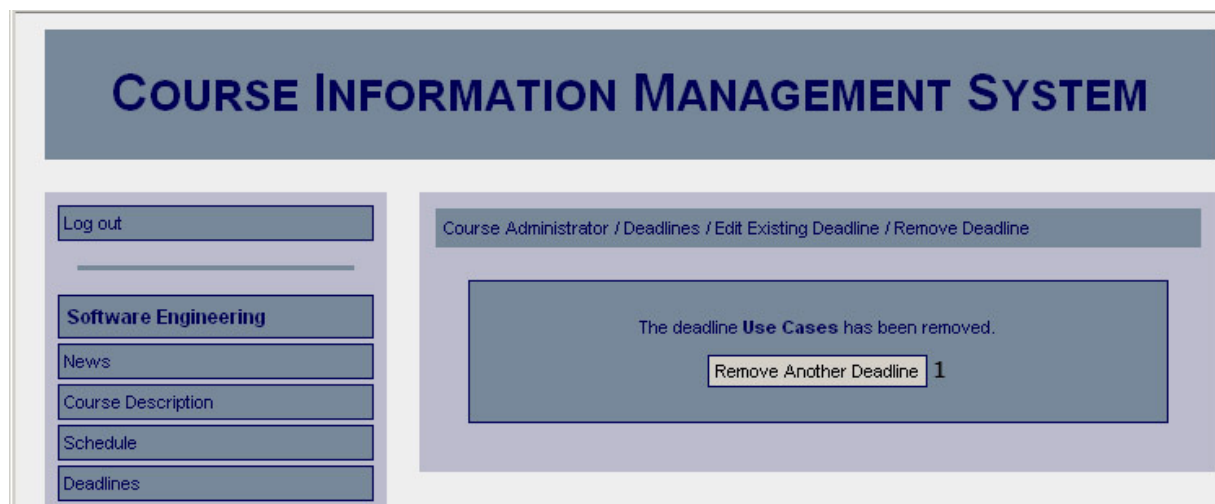 COURSE INFORMATION MANAGEMENT SYSTEM
Log out
Software Engineering
News
Course Description
Schedule
Deadlines
Course Administrator / Deadlines / Edit Existing Deadline / Remove Deadline
The deadline Use Cases has been removed.
Remove Another Deadline 1